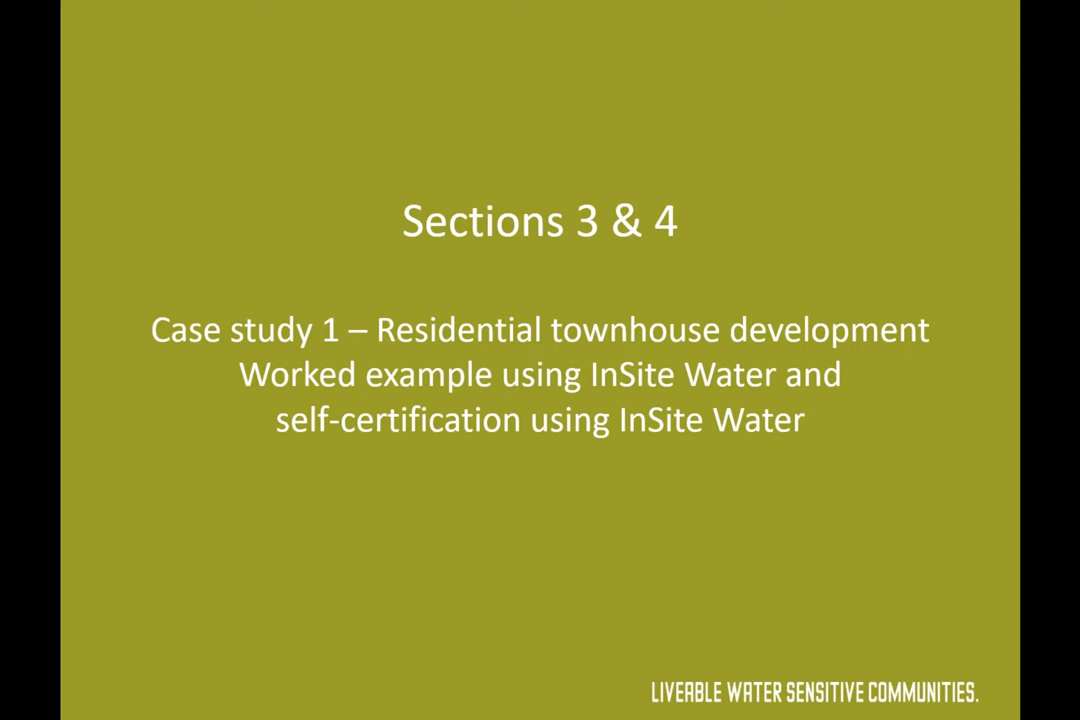 Sections 3 & 4
Case study 1 – Residential townhouse development
Worked example using InSite Water and
self-certification using InSite Water
LIVEABLE WATER SENSITIVE COMMUNITIES.